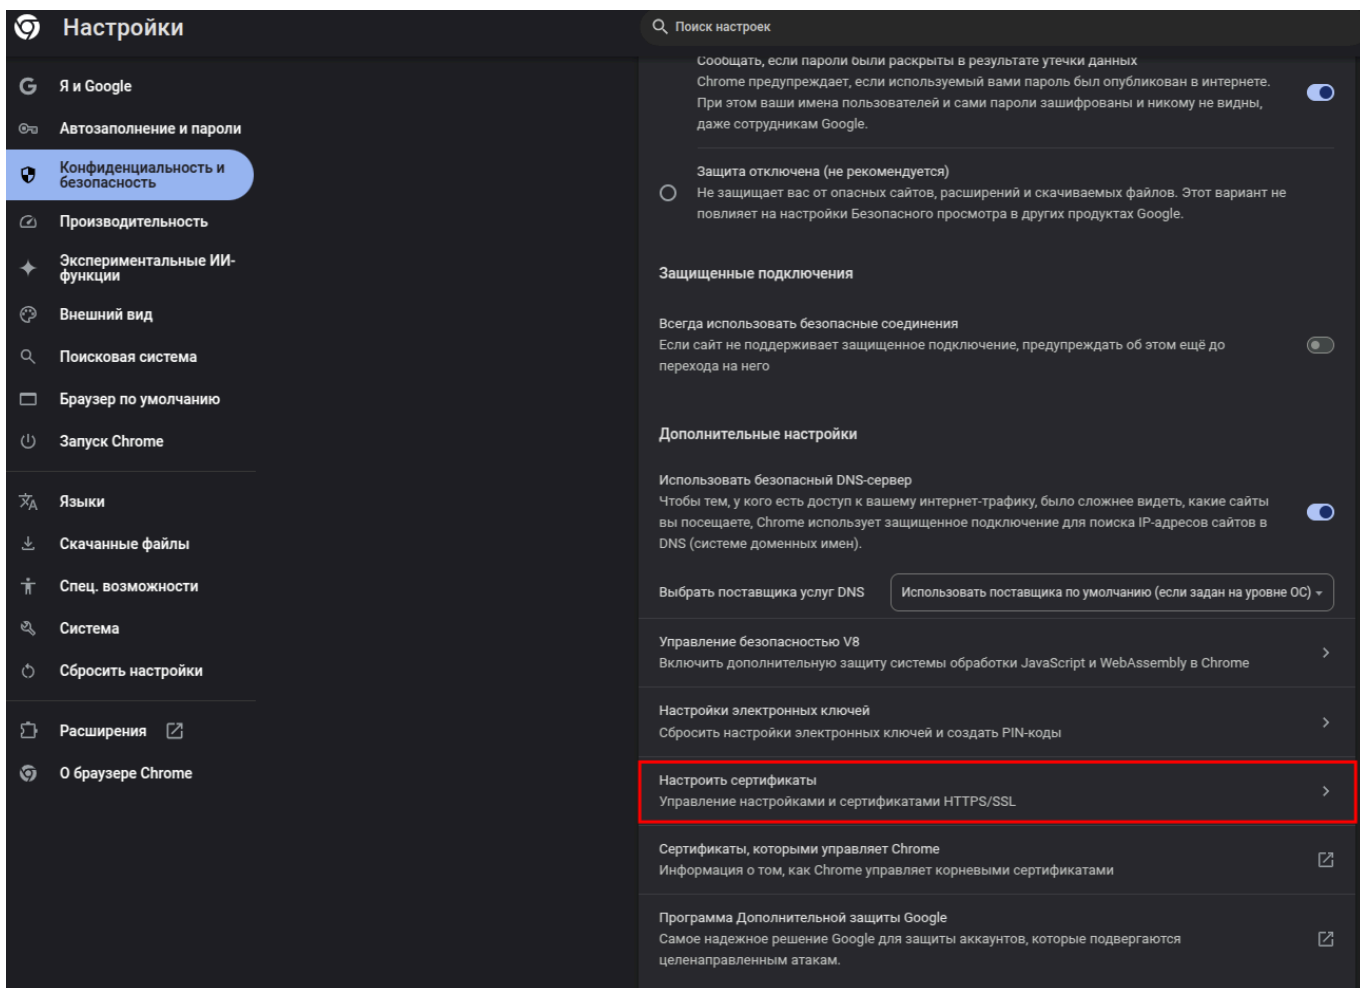 Настройки
Поиск настроек
Я и Google
Автозаполнение и пароли
Конфиденциальность и
безопасность
Производительность
Экспериментальные ИИ-
функции
Внешний вид
Поисковая система
Браузер по умолчанию
Запуск Chrome
Языки
Скачанные файлы
Спец. возможности
Система
Сбросить настройки
Расширения
О браузере Chrome
Сообщать, если пароли были раскрыты в результате утечки данных
Chrome предупреждает, если используемый вами пароль был опубликован в интернете.
При этом ваши имена пользователей и сами пароли зашифрованы и никому не видны,
даже сотрудникам Google.
Защита отключена (не рекомендуется)
Не защищает вас от опасных сайтов, расширений и скачиваемых файлов. Этот вариант не
повлияет на настройки Безопасного просмотра в других продуктах Google.
Защищенные подключения
Всегда использовать безопасные соединения
Если сайт не поддерживает защищенное подключение, предупреждать об этом ещё до
перехода на него
Дополнительные настройки
Использовать безопасный DNS-сервер
Чтобы тем, у кого есть доступ к вашему интернет-трафику, было сложнее видеть, какие сайты
вы посещаете, Chrome использует защищенное подключение для поиска IP-адресов сайтов в
DNS (системе доменных имен).
Выбрать поставщика услуг DNS
Использовать поставщика по умолчанию (если задан на уровне ОС)
Управление безопасностью V8
Включить дополнительную защиту системы обработки JavaScript и WebAssembly в Chrome
Настройки электронных ключей
Сбросить настройки электронных ключей и создать PIN-коды
Настроить сертификаты
Управление настройками и сертификатами HTTPS/SSL
Сертификаты, которыми управляет Chrome
Информация о том, как Chrome управляет корневыми сертификатами
Программа Дополнительной защиты Google
Самое надежное решение Google для защиты аккаунтов, которые подвергаются
целенаправленным атакам.